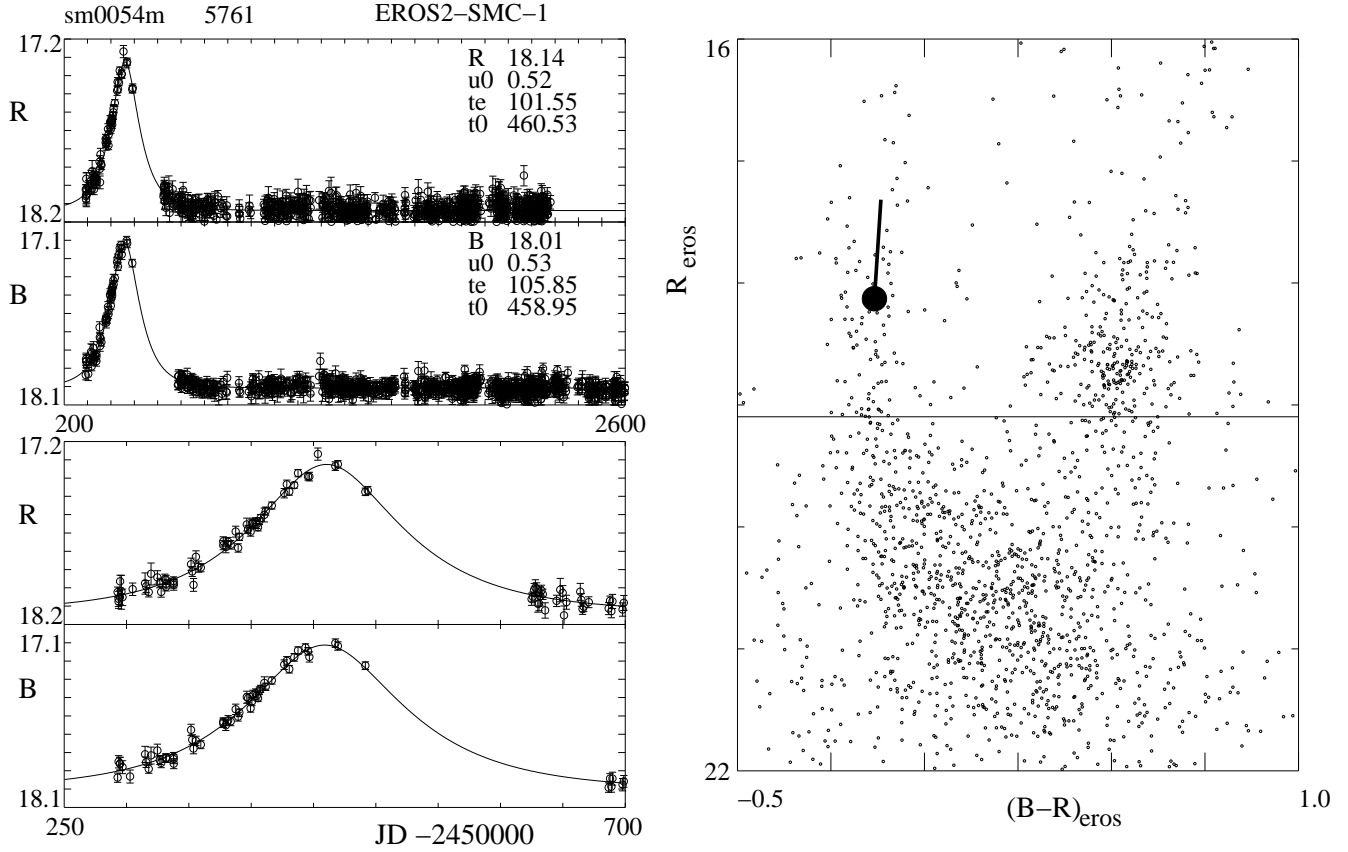 sm0054m 5761 EROS2−SMC−1
17.2
R
18.2
R 18.14
u0 0.52
te 101.55
t0 460.53
17.1
B
18.1
B 18.01
u0 0.53
te 105.85
t0 458.95
200 2600
17.2
R
18.2
17.1
B
18.1
250 JD −2450000 700
16
R eros
22
−0.5 (B−R)eros 1.0